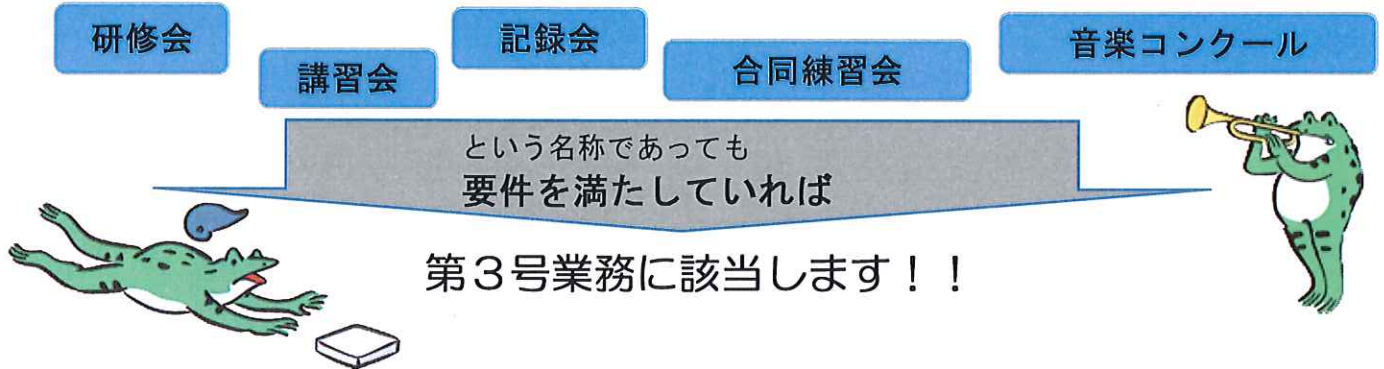 研修会
講習会
記録会
合同練習会
音楽コンクール
という名称であっても
要件を満たしていれば
第３号業務に該当します！！